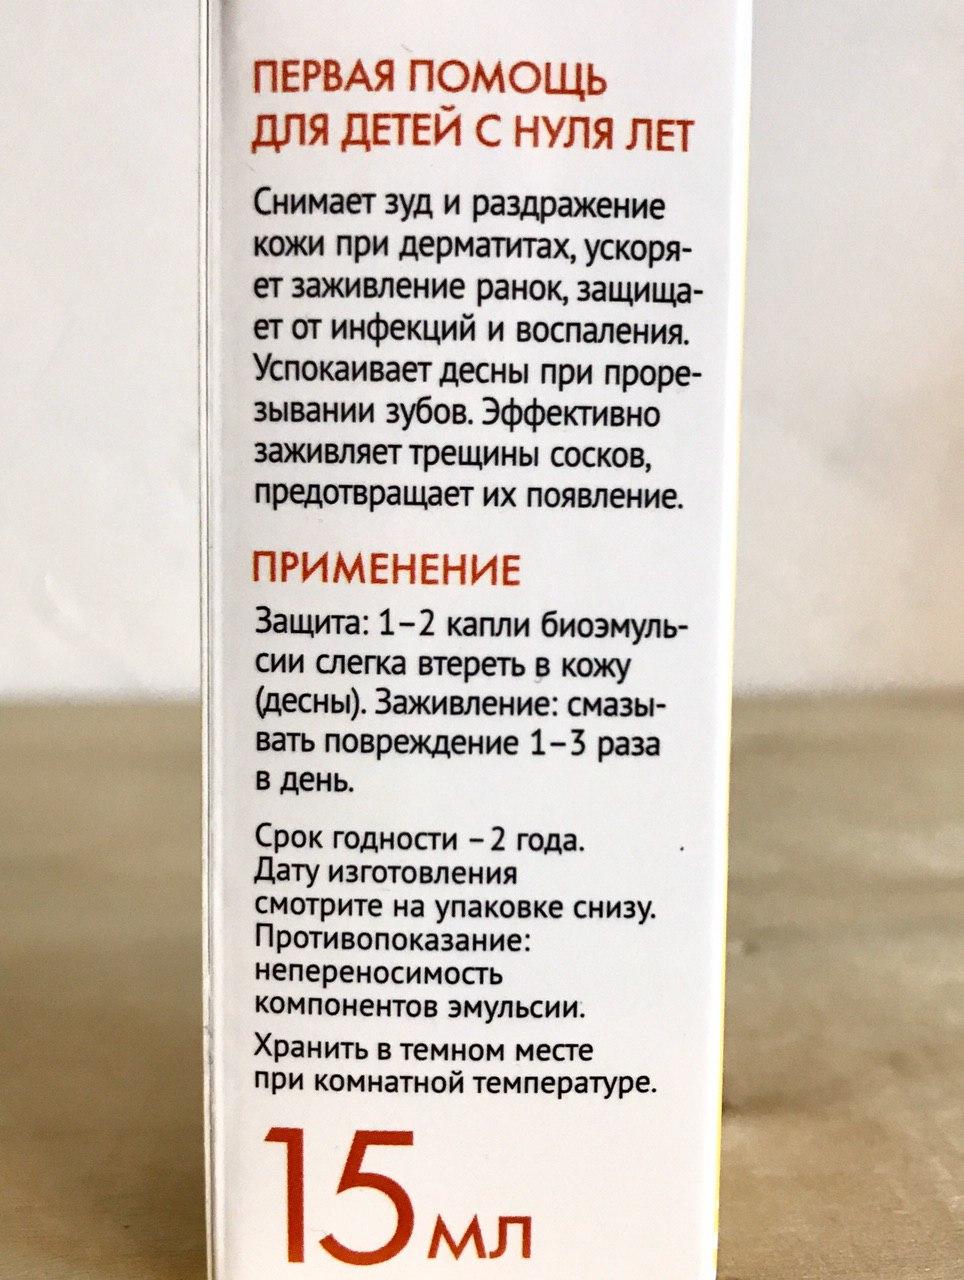 ПЕРВАЯ ПОМОЩЬ
ДЛЯ ДЕТЕЙ С НУЛЯ ЛЕТ
Снимает зуд и раздражение
кожи при дерматитах, ускоря-
ет заживление ранок, защища-
ет от инфекций и воспаления.
Успокаивает десны при проре-
зывании зубов. Эффективно
заживляет трещины сосков,
предотвращает их появление.
ПРИМЕНЕНИЕ
Защита: 1–2 капли биоэмуль-
сии слегка втереть в кожу
(десны). Заживление: смазы-
вать повреждение 1–3 раза
в день.
Срок годности – 2 года.
Дату изготовления
смотрите на упаковке снизу.
Противопоказание:
непереносимость
компонентов эмульсии.
Хранить в темном месте
при комнатной температуре.
15 мл